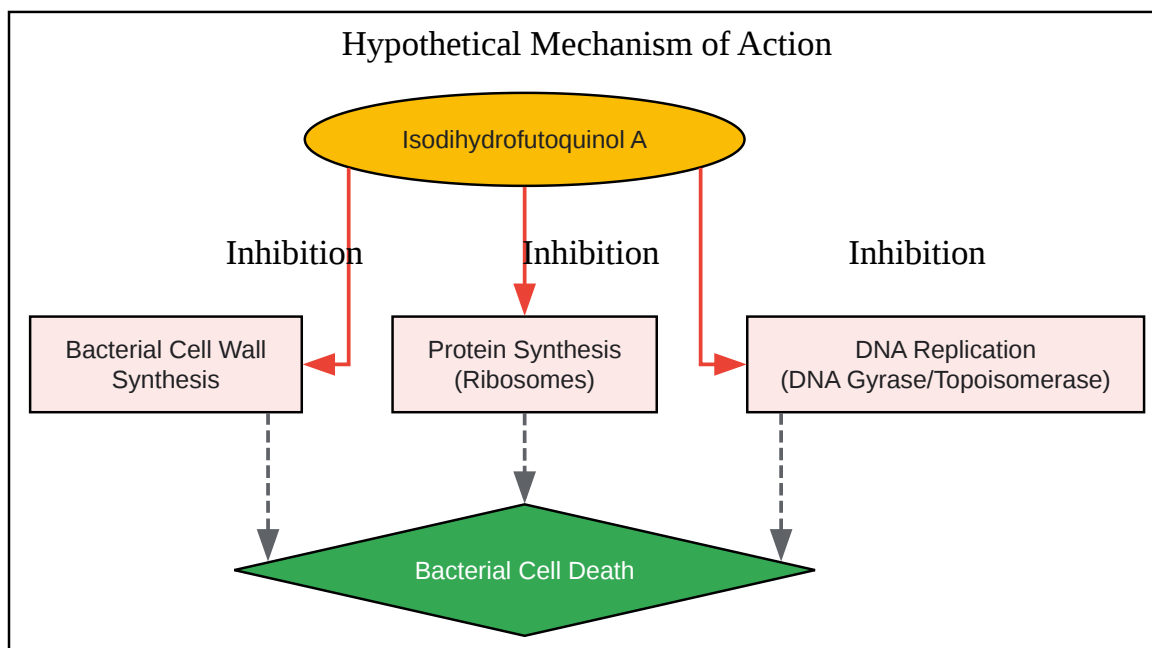 Hypothetical Mechanism of Action
Isodihydrofutoquinol A
Inhibition
Inhibition
Inhibition
Bacterial Cell Wall
Synthesis
Protein Synthesis
(Ribosomes)
DNA Replication
(DNA Gyrase/Topoisomerase)
Bacterial Cell Death